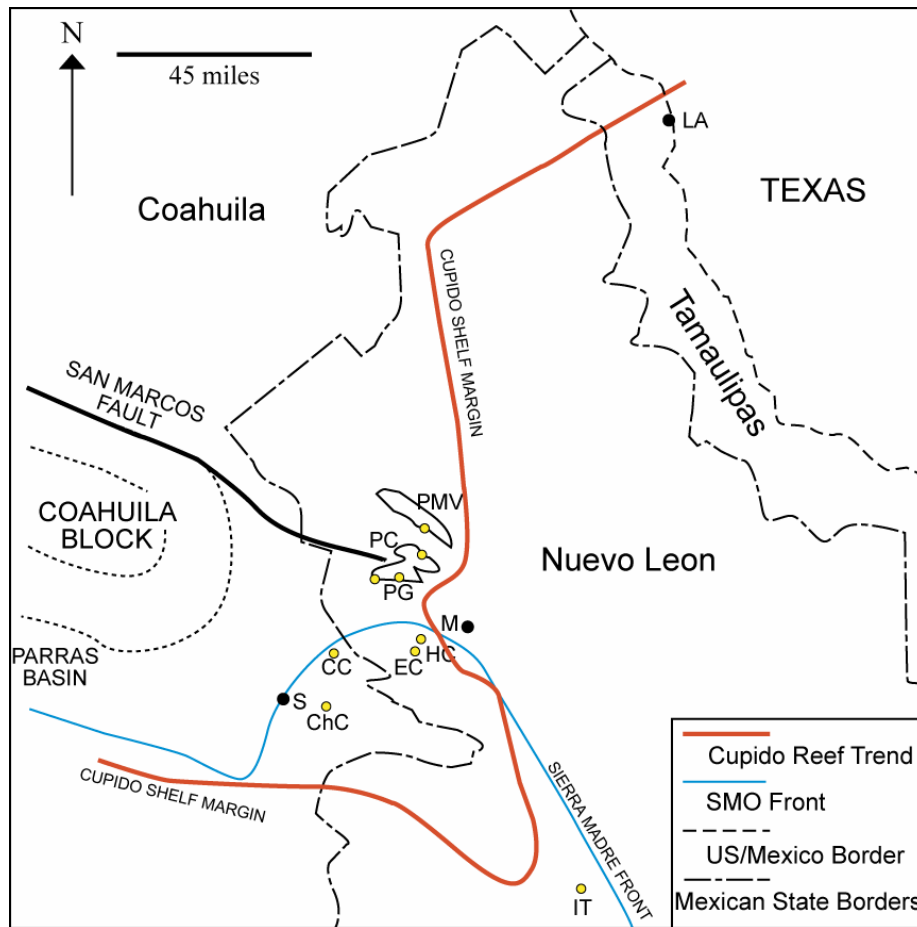 N
45 miles
LA
Coahuila
TEXAS
CUPIDO SHELF MARGIN
Tamaulipas
SAN MARCOS
FAULT
COAHUILA
BLOCK
PMV
PC
PG
Nuevo Leon
M
HC
EC
CC
PARRAS
BASIN
S
ChC
CUPIDO SHELF MARGIN
SIERRA MADRE FRONT
IT
Cupido Reef Trend
SMO Front
US/Mexico Border
Mexican State Borders